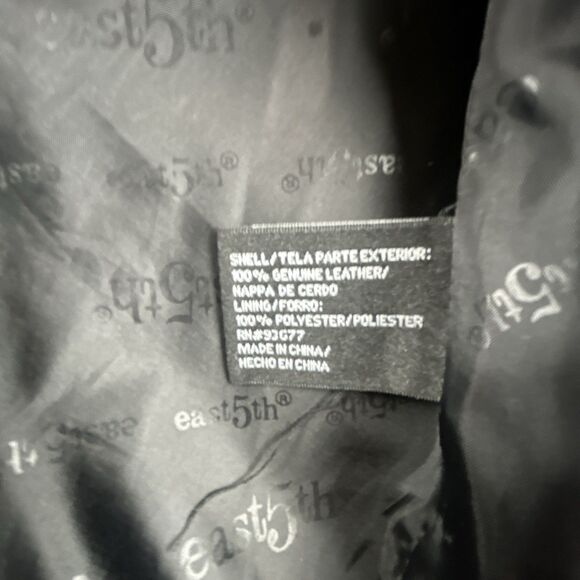 east5th®
east5th®
east5th®
SHELL/TELA PARTE EXTERIOR:
100% GENUINE LEATHER/
NAPPA DE CERDO
LINING/FORRO:
100% POLYESTER/POLIESTER
RN#93677
MADE IN CHINA/
HECHO EN CHINA
east5th
east5th®
east5th